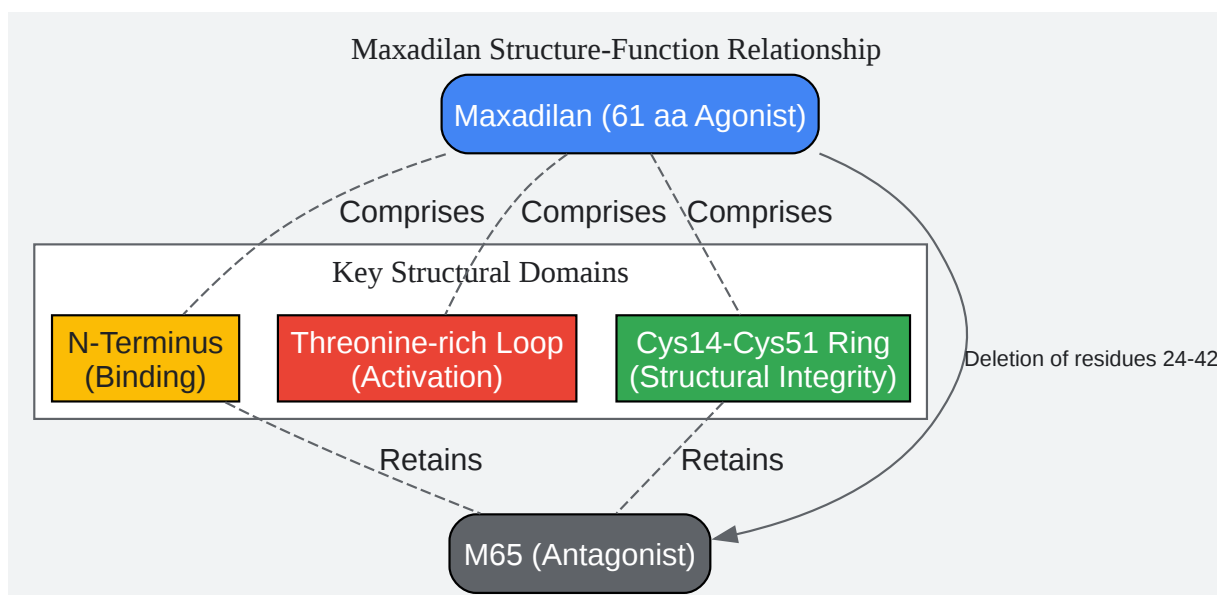 Maxadilan Structure-Function Relationship
Maxadilan (61 aa Agonist)
Comprises
Comprises
Comprises
Key Structural Domains
N-Terminus
(Binding)
Threonine-rich Loop
(Activation)
Cys14-Cys51 Ring
(Structural Integrity)
Deletion of residues 24-42
Retains
Retains
M65 (Antagonist)